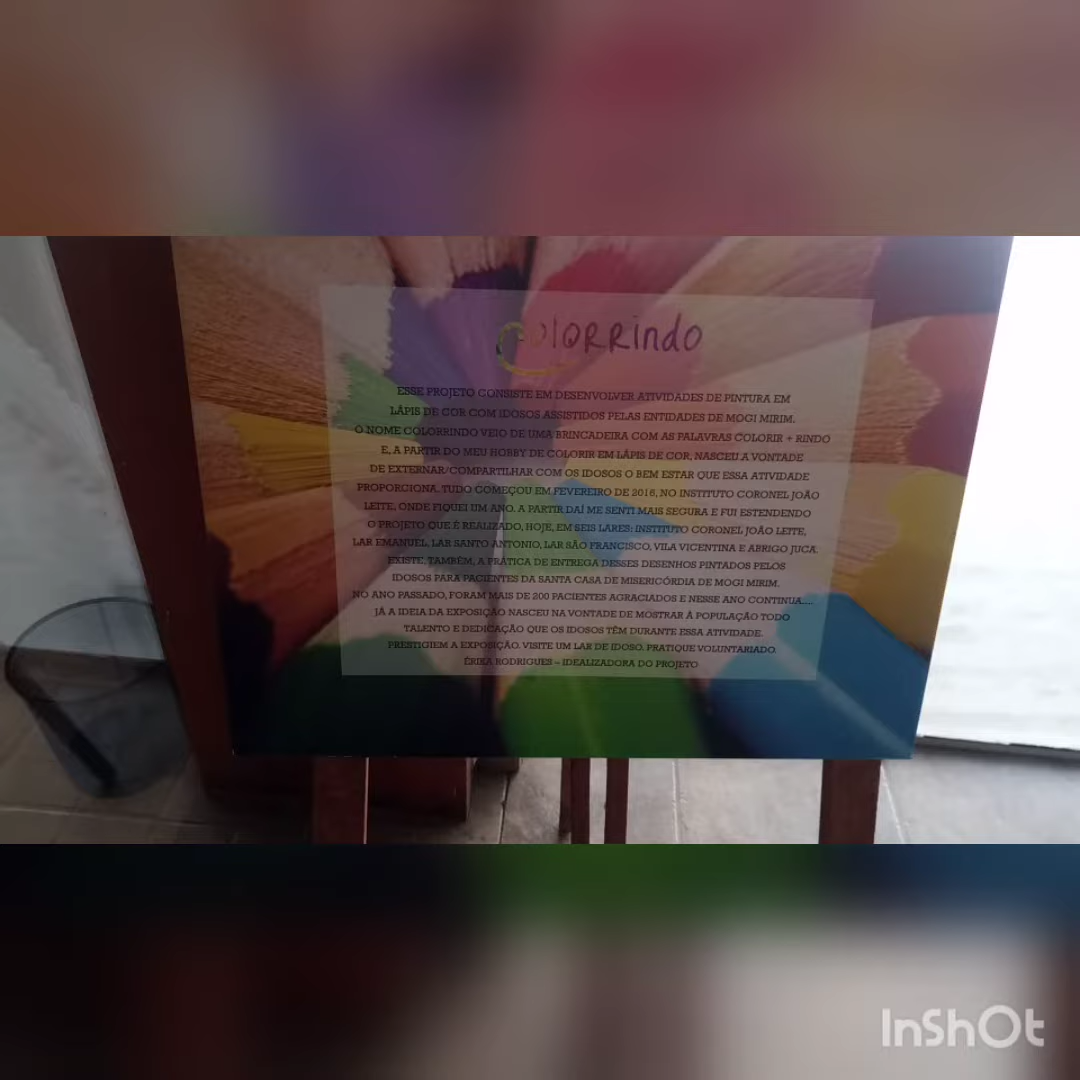 COLORRINDO
ESSE PROJETO CONSISTE EM DESENVOLVER ATIVIDADES DE PINTURA EM
LÁPIS DE COR COM IDOSOS ASSISTIDOS PELAS ENTIDADES DE MOGI MIRIM.
O NOME COLORRINDO VEIO DE UMA BRINCADEIRA COM AS PALAVRAS COLORIR + RINDO
E, A PARTIR DO MEU HOBBY DE COLORIR EM LÁPIS DE COR, NASCEU A VONTADE
DE EXTERNAR/COMPARTILHAR COM OS IDOSOS O BEM ESTAR QUE ESSA ATIVIDADE
PROPORCIONA. TUDO COMEÇOU EM FEVEREIRO DE 2016, NO INSTITUTO CORONEL JOÃO
LEITE, ONDE FIQUEI UM ANO. A PARTIR DAÍ ME SENTI MAIS SEGURA E FUI ESTENDENDO
O PROJETO QUE É REALIZADO, HOJE, EM SEIS LARES: INSTITUTO CORONEL JOÃO LEITE,
LAR EMANUEL, LAR SANTO ANTONIO, LAR SÃO FRANCISCO, VILA VICENTINA E ABRIGO JUCA.
EXISTE, TAMBÉM, A PRÁTICA DE ENTREGA DESSES DESENHOS PINTADOS PELOS
IDOSOS PARA PACIENTES DA SANTA CASA DE MISERICÓRDIA DE MOGI MIRIM.
NO ANO PASSADO, FORAM MAIS DE 200 PACIENTES AGRACIADOS E NESSE ANO CONTINUA....
JÁ A IDEIA DA EXPOSIÇÃO NASCEU NA VONTADE DE MOSTRAR À POPULAÇÃO TODO
TALENTO E DEDICAÇÃO QUE OS IDOSOS TÊM DURANTE ESSA ATIVIDADE.
PRESTIGIEM A EXPOSIÇÃO. VISITE UM LAR DE IDOSO. PRATIQUE VOLUNTARIADO.
ÉRIKA RODRIGUES – IDEALIZADORA DO PROJETO
InShOt